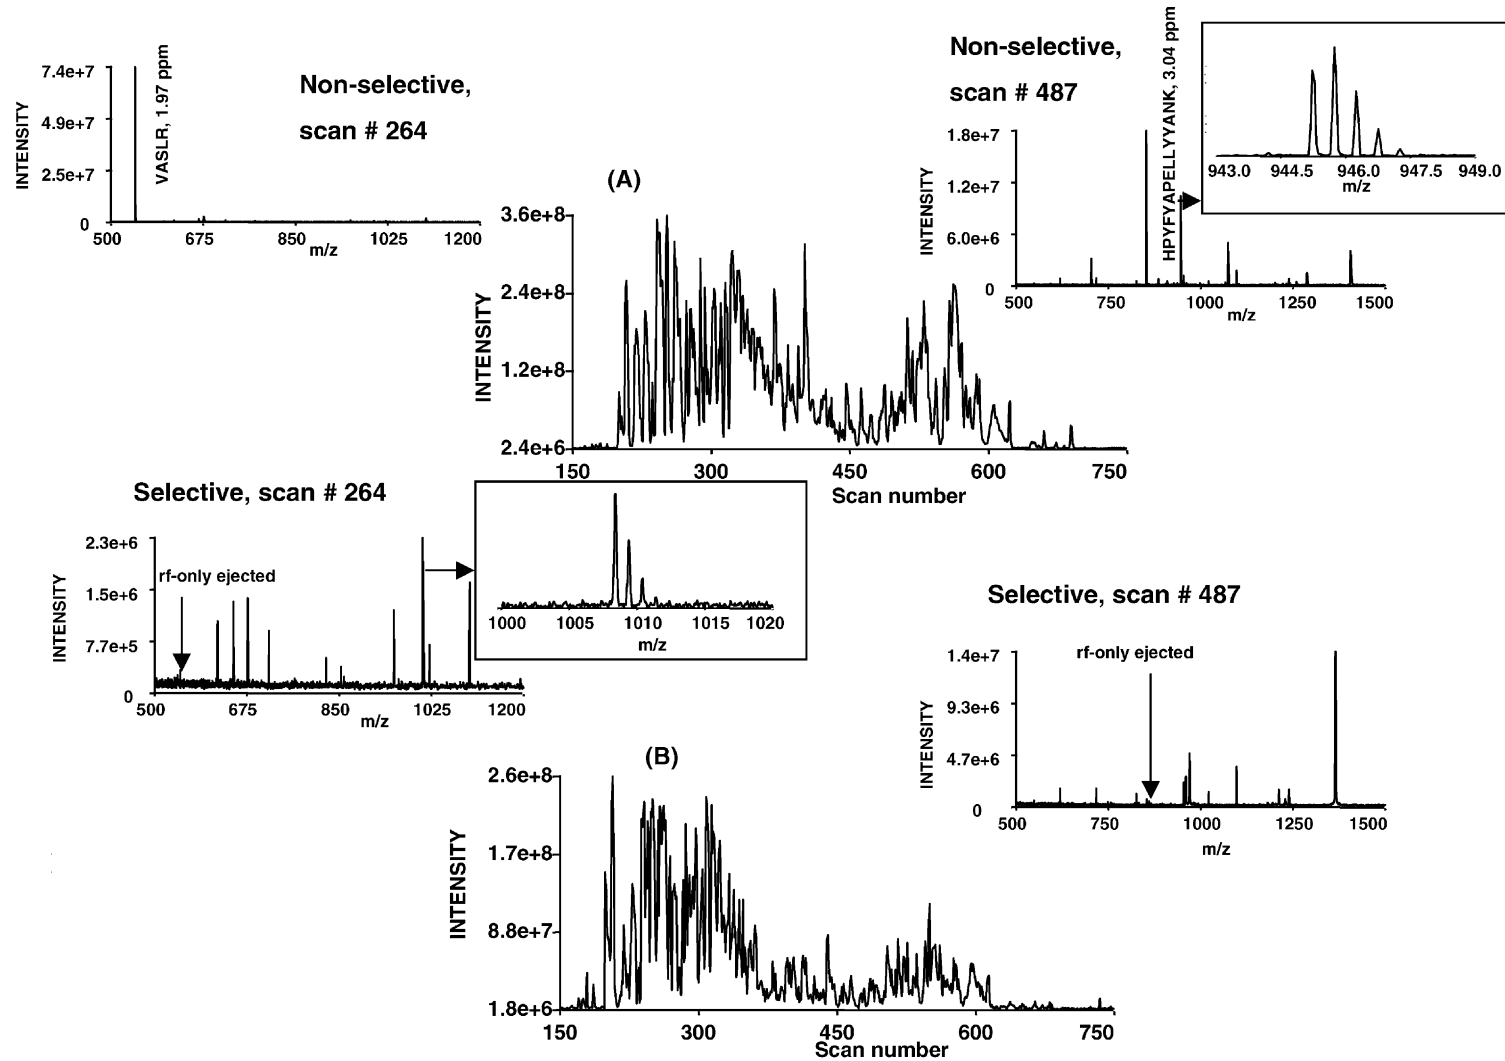 Non-selective,
scan # 264
INTENSITY
7.4e+7
4.9e+7
2.5e+7
0
VASLR, 1.97 ppm
500 675 850 1025 1200
m/z
Non-selective,
scan # 487
INTENSITY
1.8e+7
1.2e+7
6.0e+6
0
HPYFYAPELLYYANK, 3.04 ppm
500 750 1000 1250 1500
m/z
943.0 944.5 946.0 947.5 949.0
m/z
(A)
INTENSITY
3.6e+8
2.4e+8
1.2e+8
2.4e+6
150 300 450 600 750
Scan number
Selective, scan # 264
INTENSITY
2.3e+6
1.5e+6
7.7e+5
0
rf-only ejected
500 675 850 1025 1200
m/z
1000 1005 1010 1015 1020
m/z
Selective, scan # 487
INTENSITY
1.4e+7
9.3e+6
4.7e+6
0
rf-only ejected
500 750 1000 1250 1500
m/z
(B)
INTENSITY
2.6e+8
1.7e+8
8.8e+7
1.8e+6
150 300 450 600 750
Scan number